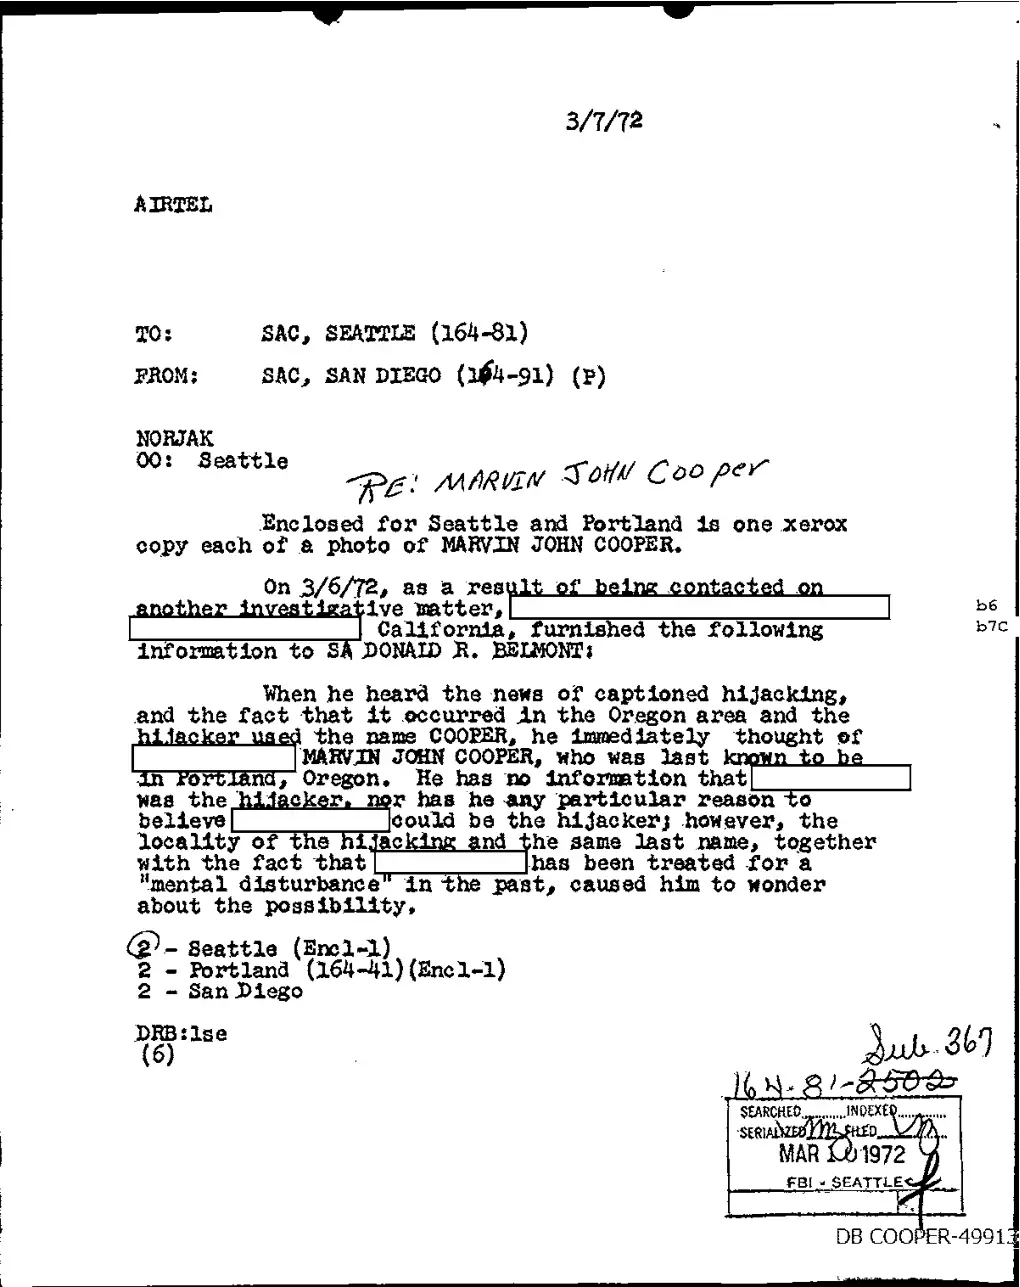 3/7/72
AIRTEL
TO: SAC, SEATTLE (164-81)
FROM: SAC, SAN DIEGO (164-91) (P)
NORJAK
OO: Seattle
RE: MARVIN JOHN Cooper
Enclosed for Seattle and Portland is one xerox
copy each of a photo of MARVIN JOHN COOPER.
On 3/6/72, as a result of being contacted on
another investigative matter,
b6
California, furnished the following
b7C
information to SA DONALD R. BELMONT:
When he heard the news of captioned hijacking,
and the fact that it occurred in the Oregon area and the
hijacker used the name COOPER, he immediately thought of
MARVIN JOHN COOPER, who was last known to be
in Portland, Oregon. He has no information that
was the hijacker, nor has he any particular reason to
believe could be the hijacker; however, the
locality of the hijacking and the same last name, together
with the fact that has been treated for a
"mental disturbance" in the past, caused him to wonder
about the possibility.
2 - Seattle (Encl-1)
2 - Portland (164-41)(Encl-1)
2 - San Diego
DRB:lse
(6)
Sub. 367
164-81-2502
SEARCHED INDEXED
SERIALIZED FILED
MAR 1972
FBI - SEATTLE
DB COOPER-49913